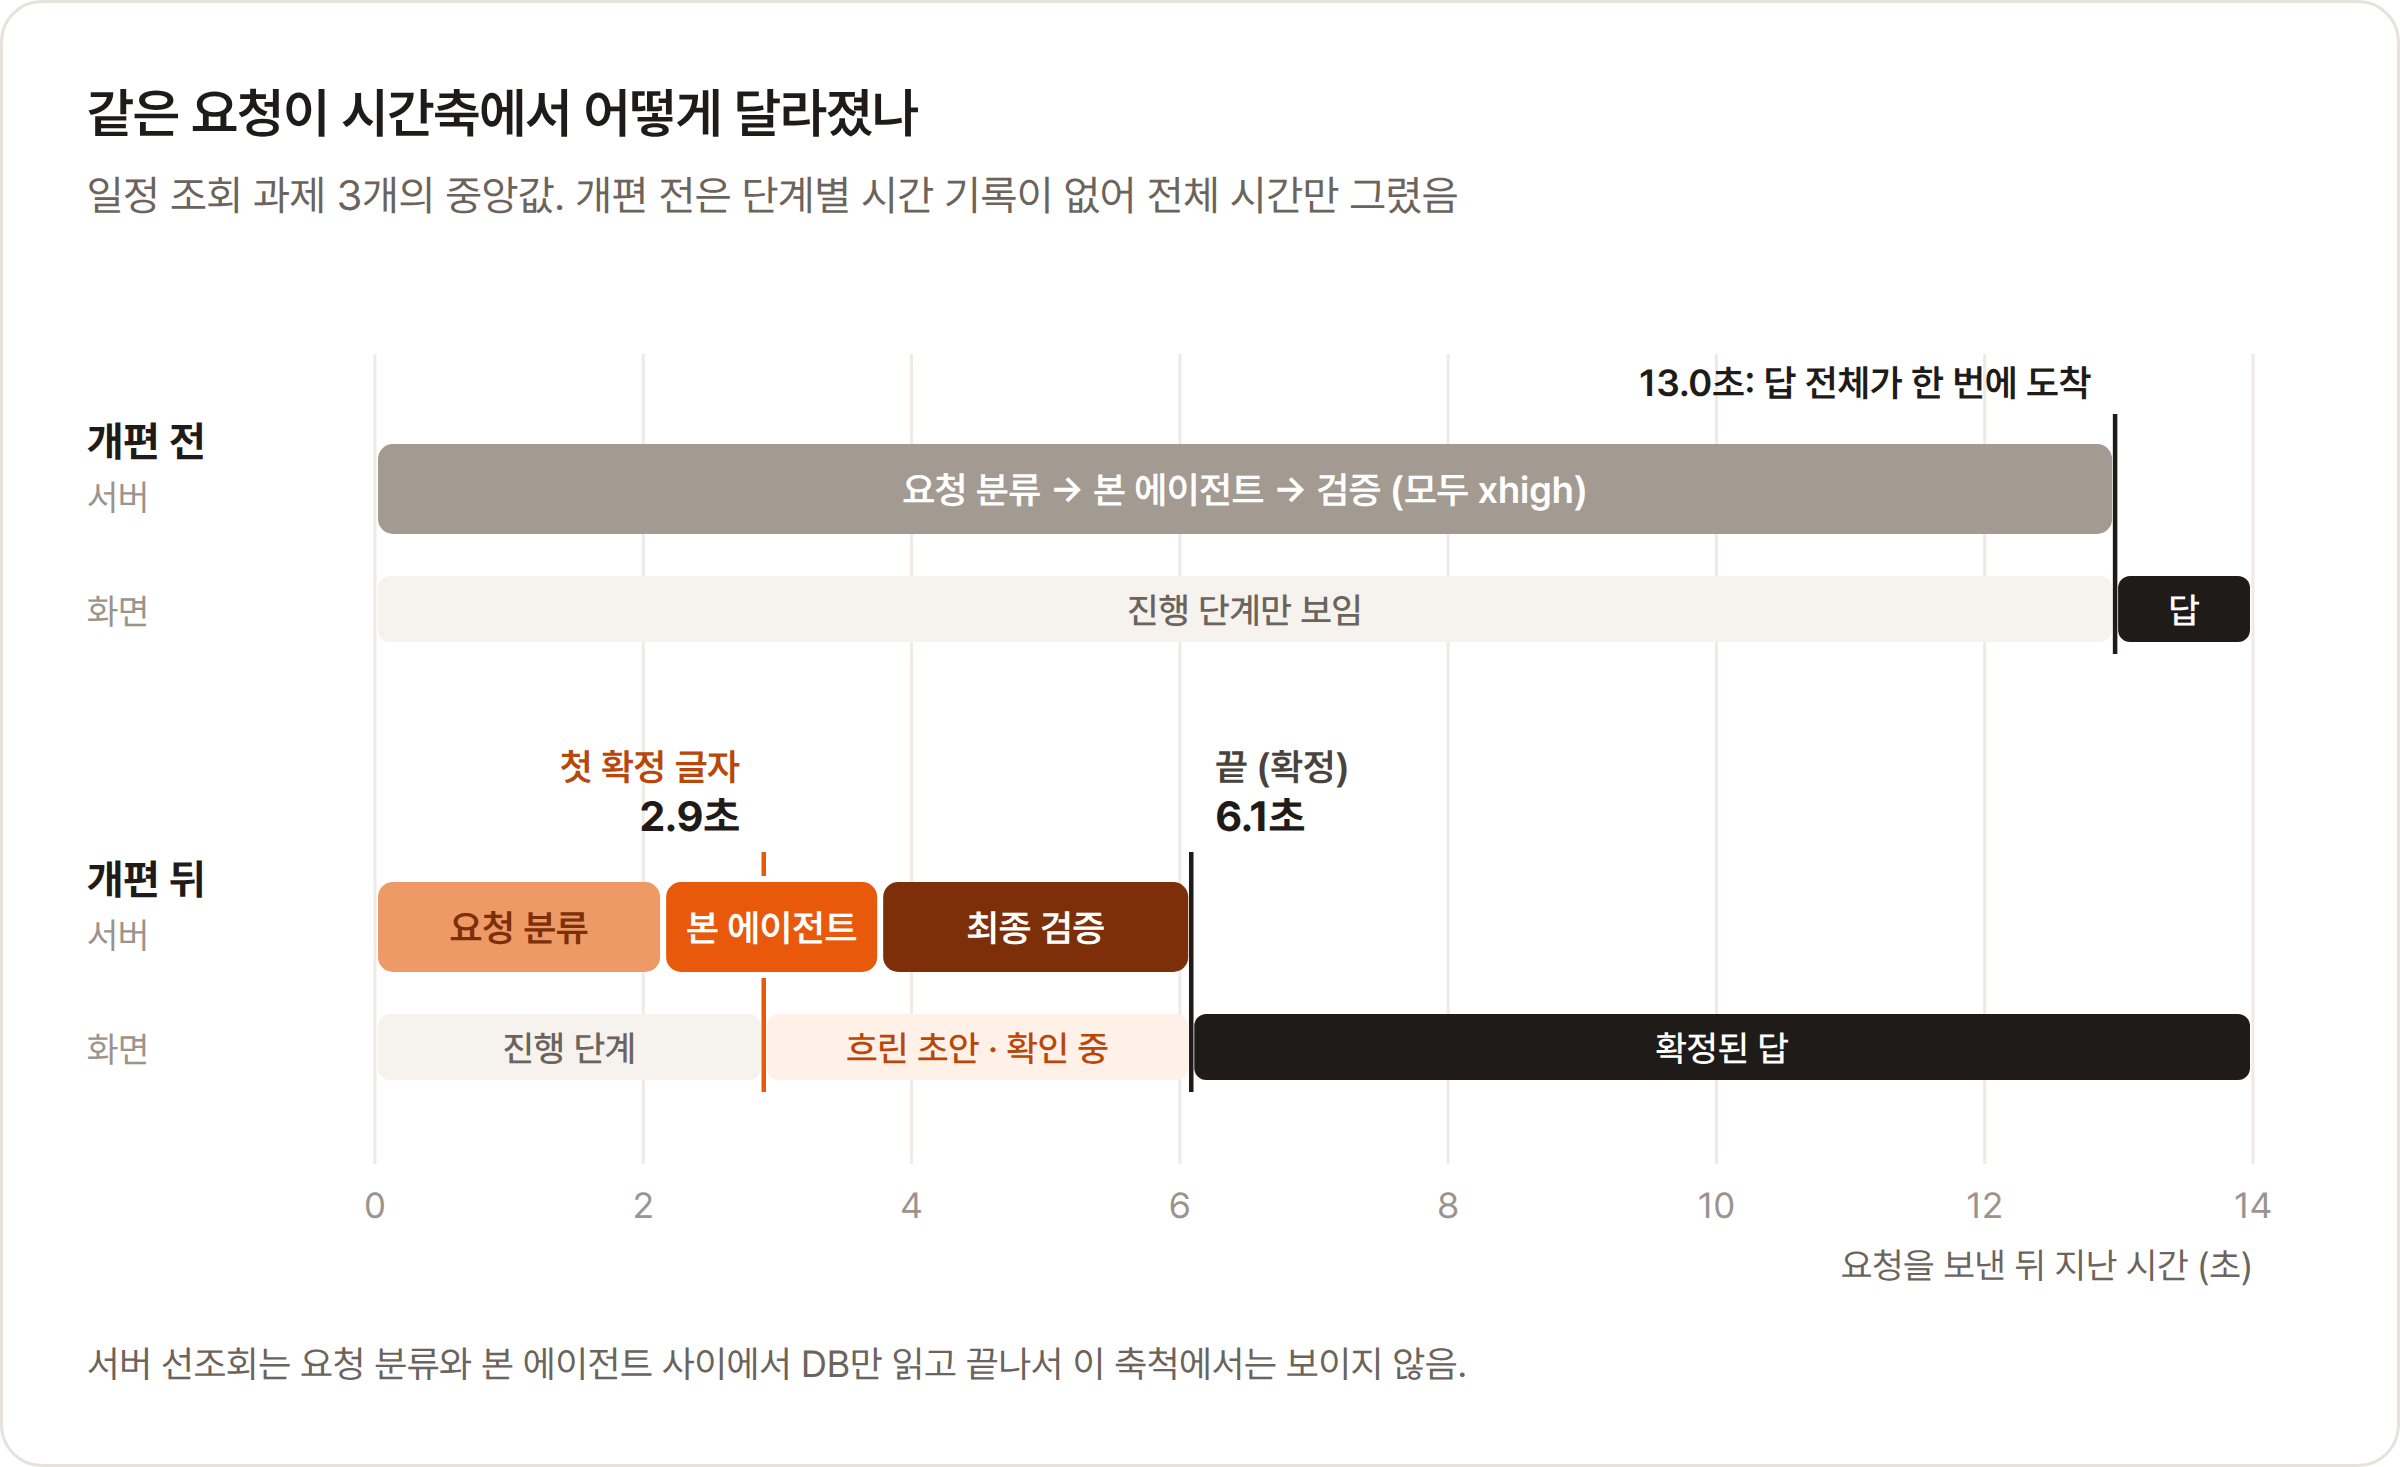 같은 요청이 시간축에서 어떻게 달라졌나
일정 조회 과제 3개의 중앙값. 개편 전은 단계별 시간 기록이 없어 전체 시간만 그렸음
13.0초: 답 전체가 한 번에 도착
개편 전
서버
요청 분류 → 본 에이전트 → 검증 (모두 xhigh)
화면
진행 단계만 보임
답
첫 확정 글자
2.9초
끝 (확정)
6.1초
개편 뒤
서버
요청 분류
본 에이전트
최종 검증
화면
진행 단계
흐린 초안 · 확인 중
확정된 답
0 2 4 6 8 10 12 14
요청을 보낸 뒤 지난 시간 (초)
서버 선조회는 요청 분류와 본 에이전트 사이에서 DB만 읽고 끝나서 이 축척에서는 보이지 않음.